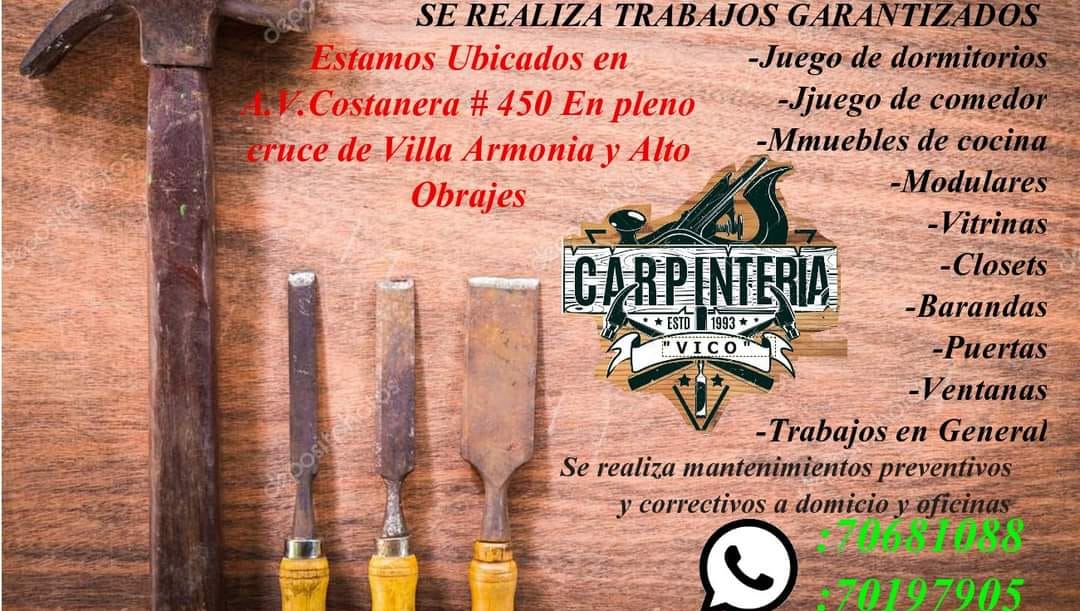 SE REALIZA TRABAJOS GARANTIZADOS
Estamos Ubicados en
A.V.Costanera # 450 En pleno
cruce de Villa Armonia y Alto
Obrajes
-Juego de dormitorios
-Jjuego de comedor
-Mmuebles de cocina
-Modulares
-Vitrinas
-Closets
-Barandas
-Puertas
-Ventanas
-Trabajos en General
CARPINTERIA
ESTD 1993
"VICO"
Se realiza mantenimientos preventivos
y correctivos a domicio y oficinas
:70681088
:70197905